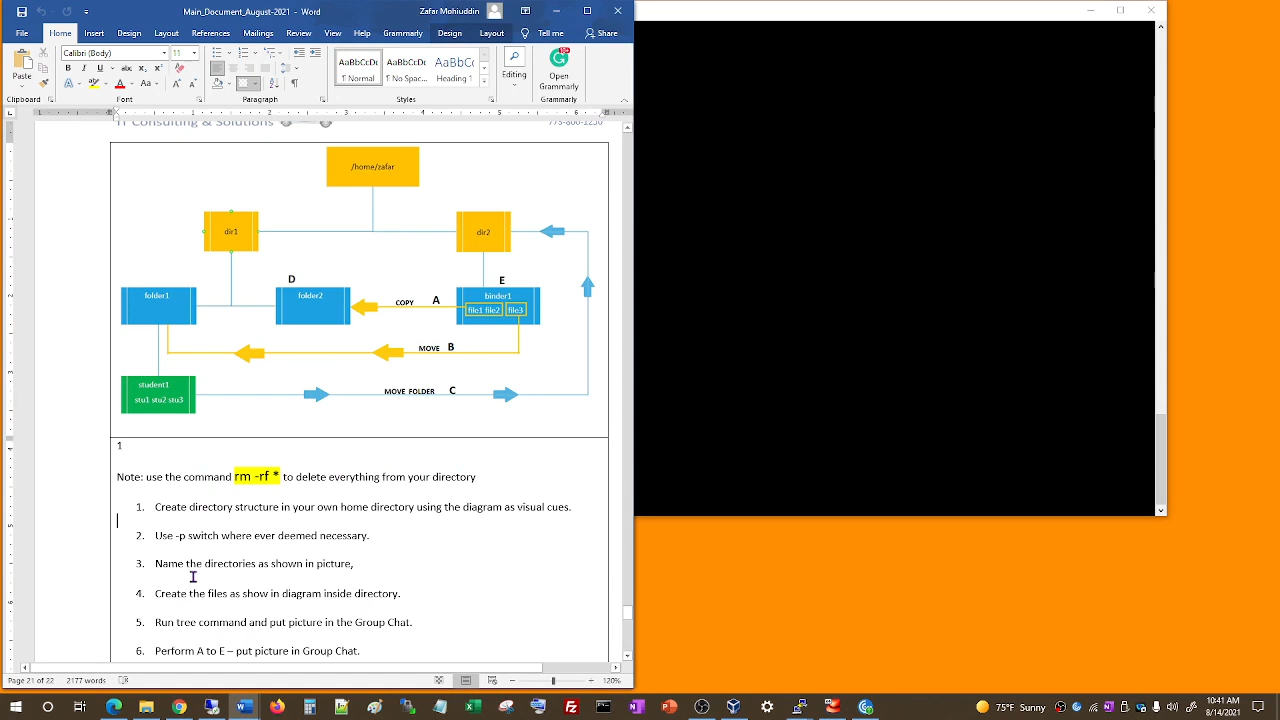 Main_Document_August-2021 - Word
Zafar Mohiuddin
Home Insert Design Layout References Mailings Review View Grammarly Design Layout Tell Share
Calibri (Body) 11
AaBbCcDc AaBbCcDc AaBbCc
Paste
¶ Normal ¶ No Spac... Heading 1
Editing
Open
Grammarly
Clipboard Font Paragraph Styles Grammarly
IT Consulting & Solutions
773-800-1250
/home/zafar
dir1
dir2
D
E
folder1
folder2
binder1
COPY A
file1 file2 file3
MOVE B
student1
stu1 stu2 stu3
MOVE FOLDER C
1
Note: use the command rm -rf * to delete everything from your directory
1. Create directory structure in your own home directory using the diagram as visual cues.
2. Use -p switch where ever deemed necessary.
3. Name the directories as shown in picture,
4. Create the files as show in diagram inside directory.
5. Run tree command and put picture in the Group Chat.
6. Perform A to E – put picture in Group Chat.
Page 21 of 22 2177 words
120%
75°F Sunny
10:41 AM
8/14/2021